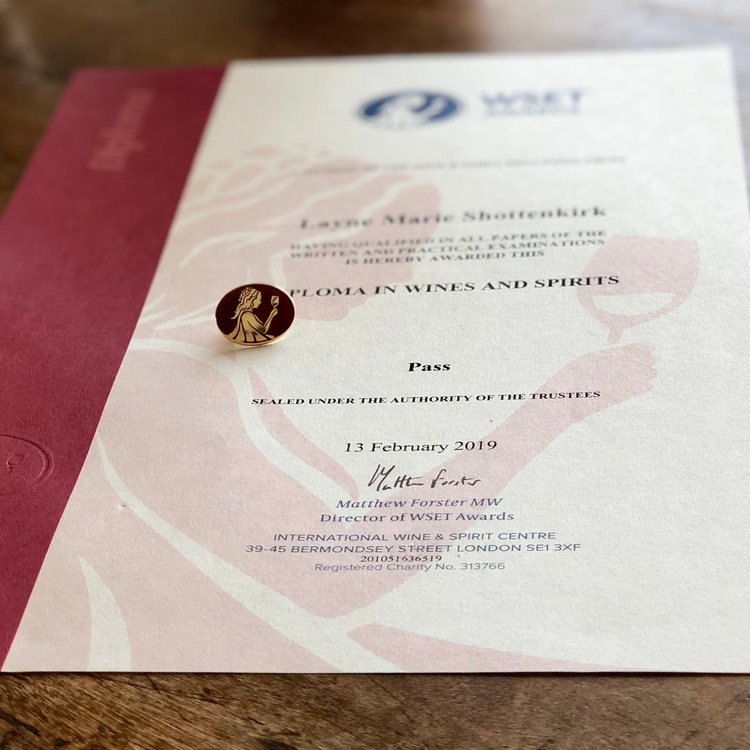 Diploma
WSET
AWARDS
Layne Marie Shottenkirk
HAVING QUALIFIED IN ALL PAPERS OF THE
WRITTEN AND PRACTICAL EXAMINATIONS
IS HEREBY AWARDED THIS
PLOMA IN WINES AND SPIRITS
Pass
SEALED UNDER THE AUTHORITY OF THE TRUSTEES
13 February 2019
Matthew Forster
Matthew Forster MW
Director of WSET Awards
INTERNATIONAL WINE & SPIRIT CENTRE
39-45 BERMONDSEY STREET LONDON SE1 3XF
201051636519
Registered Charity No. 313766